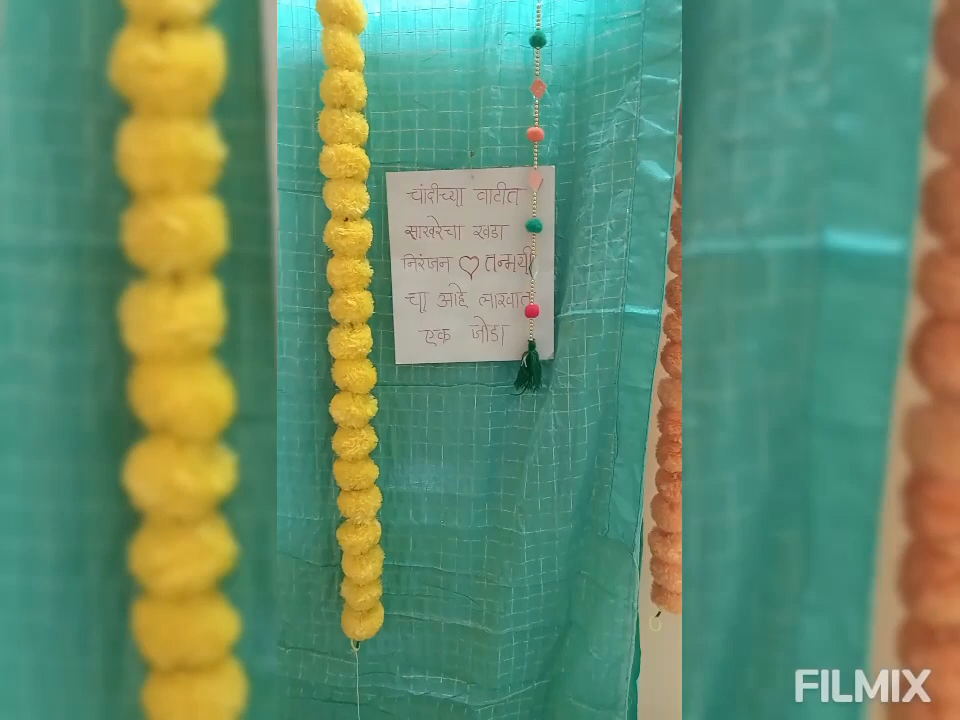 चांदीच्या वाटीत
साखरेचा खडा
निरंजन ♡ तन्मयी
चा आहे लाखात
एक जोडा
FILMIX